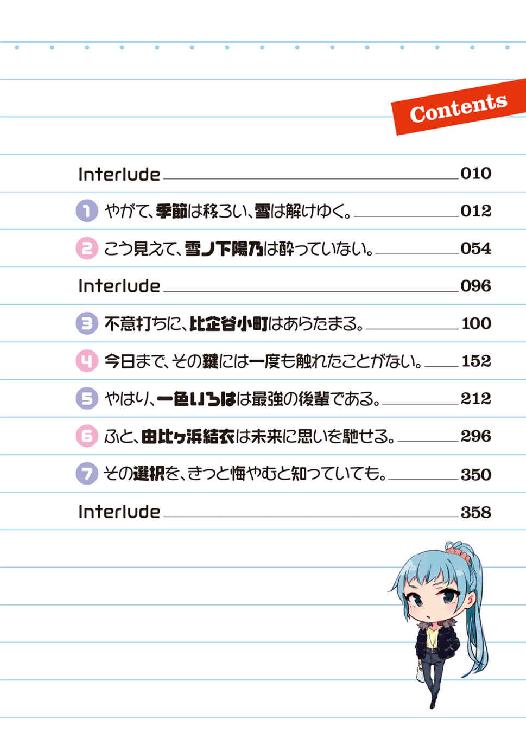 Contents
Interlude 010
1 やがて、季節は移ろい、雪は解けゆく。 012
2 こう見えて、雪ノ下陽乃は酔っていない。 054
Interlude 096
3 不意打ちに、比企谷小町はあらたまる。 100
4 今日まで、その鍵には一度も触れたことがない。 152
5 やはり、一色いろはは最強の後輩である。 212
6 ふと、由比ヶ浜結衣は未来に思いを馳せる。 296
7 その選択を、きっと悔やむと知っていても。 350
Interlude 358